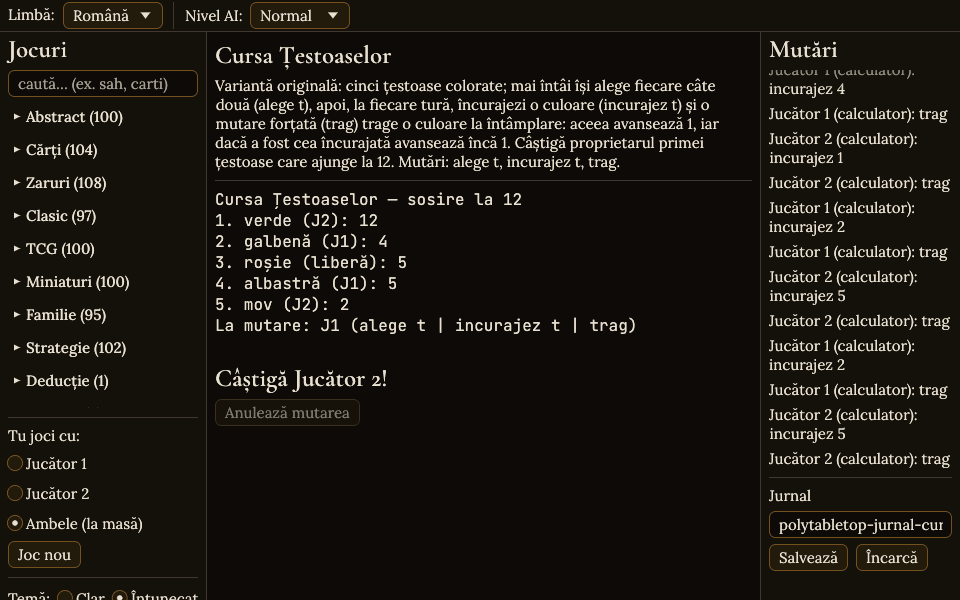 Limbă:
Română
Nivel AI:
Normal
Jocuri
caută... (ex. sah, carti)
Abstract (100)
Cărți (104)
Zaruri (108)
Clasic (97)
TCG (100)
Miniaturi (100)
Familie (95)
Strategie (102)
Deducție (1)
Tu joci cu:
Jucător 1
Jucător 2
Ambele (la masă)
Joc nou
Temă:
Clar
Întunecat
Cursa Țestoaselor
Variantă originală: cinci țestoase colorate; mai întâi își alege fiecare câte
două (alege t), apoi, la fiecare tură, încurajezi o culoare (incurajez t) și o
mutare forțată (trag) trage o culoare la întâmplare: aceea avansează 1, iar
dacă a fost cea încurajată avansează încă 1. Câștigă proprietarul primei
țestoase care ajunge la 12. Mutări: alege t, incurajez t, trag.
Cursa Țestoaselor — sosire la 12
1. verde (J2): 12
2. galbenă (J1): 4
3. roșie (liberă): 5
4. albastră (J1): 5
5. mov (J2): 2
La mutare: J1 (alege t | incurajez t | trag)
Câștigă Jucător 2!
Anulează mutarea
Mutări
Jucător 1 (calculator):
incurajez 4
Jucător 1 (calculator): trag
Jucător 2 (calculator):
incurajez 1
Jucător 2 (calculator): trag
Jucător 1 (calculator):
incurajez 2
Jucător 1 (calculator): trag
Jucător 2 (calculator):
incurajez 5
Jucător 2 (calculator): trag
Jucător 1 (calculator):
incurajez 2
Jucător 1 (calculator): trag
Jucător 2 (calculator):
incurajez 5
Jucător 2 (calculator): trag
Jurnal
polytabletop-jurnal-cur
Salvează
Încarcă